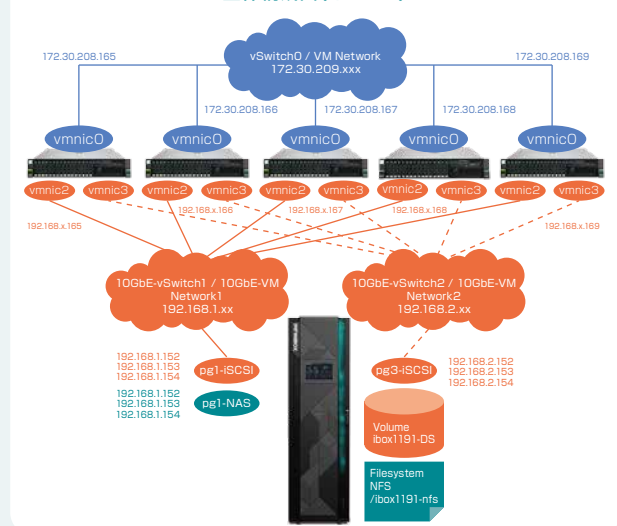 vSwitch0 / VM Network
172.30.209.xxx
172.30.208.165
172.30.208.169
172.30.208.166
172.30.208.167
172.30.208.168
vmnic0
vmnic0
vmnic0
vmnic0
vmnic0
vmnic2
vmnic3
vmnic2
vmnic3
vmnic2
vmnic3
vmnic2
vmnic3
vmnic2
vmnic3
192.168.x.165
192.168.x.166
192.168.x.167
192.168.x.168
192.168.x.169
10GbE-vSwitch1 / 10GbE-VM
Network1
192.168.1.xx
10GbE-vSwitch2 / 10GbE-VM
Network2
192.168.2.xx
192.168.1.152
192.168.1.153
192.168.1.154
pg1-iSCSI
192.168.1.152
192.168.1.153
192.168.1.154
pg1-NAS
pg3-iSCSI
192.168.2.152
192.168.2.153
192.168.2.154
Volume
ibox1191-DS
Filesystem
NFS
/ibox1191-nfs